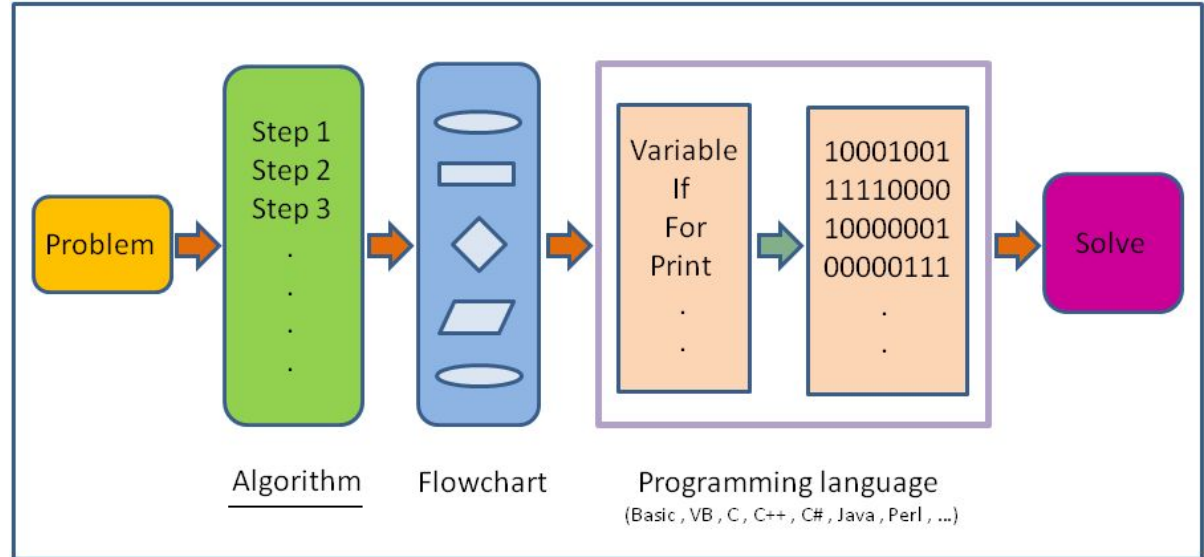 Problem
Step 1
Step 2
Step 3
.
.
.
.
Variable
If
For
Print
.
.
10001001
11110000
10000001
00000111
.
.
Solve
Algorithm
Flowchart
Programming language
(Basic , VB , C , C++ , C# , Java , Perl , ...)